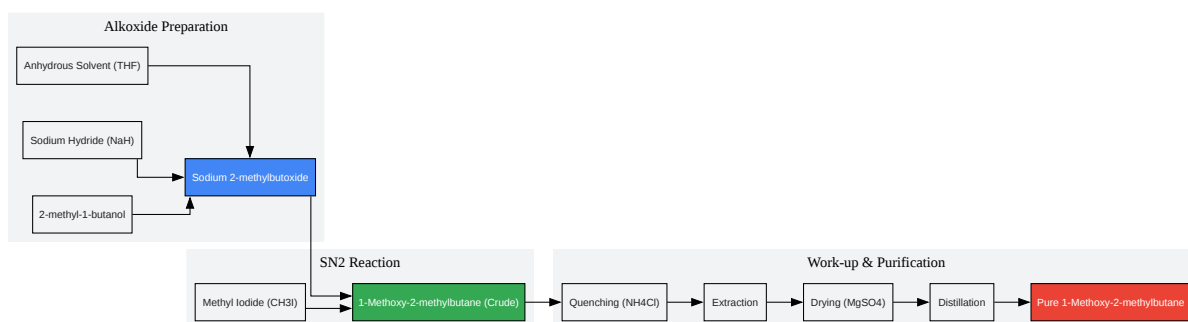 Alkoxide Preparation
Anhydrous Solvent (THF)
Sodium Hydride (NaH)
Sodium 2-methylbutoxide
2-methyl-1-butanol
SN2 Reaction
Methyl Iodide (CH3I)
1-Methoxy-2-methylbutane (Crude)
Work-up & Purification
Quenching (NH4Cl)
Extraction
Drying (MgSO4)
Distillation
Pure 1-Methoxy-2-methylbutane